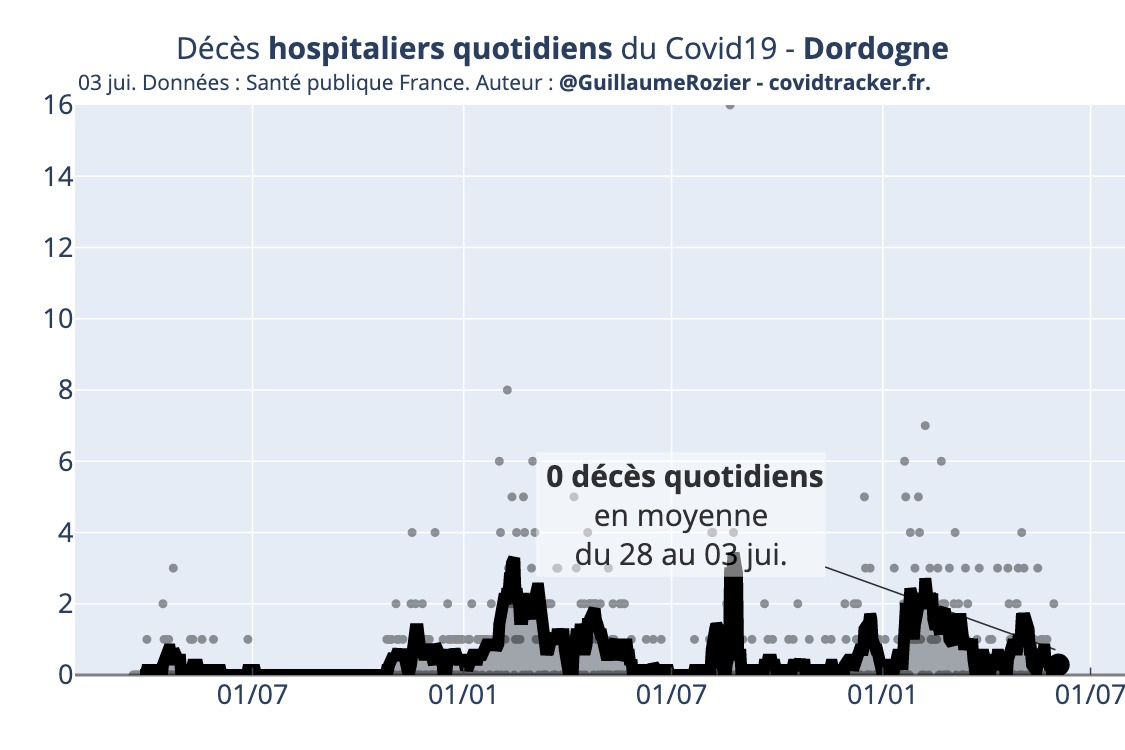 Décès hospitaliers quotidiens du Covid19 - Dordogne
03 jui. Données : Santé publique France. Auteur : @GuillaumeRozier - covidtracker.fr.
16
14
12
10
8
6
4
2
0
0 décès quotidiens
en moyenne
du 28 au 03 jui.
01/07 01/01 01/07 01/01 01/07